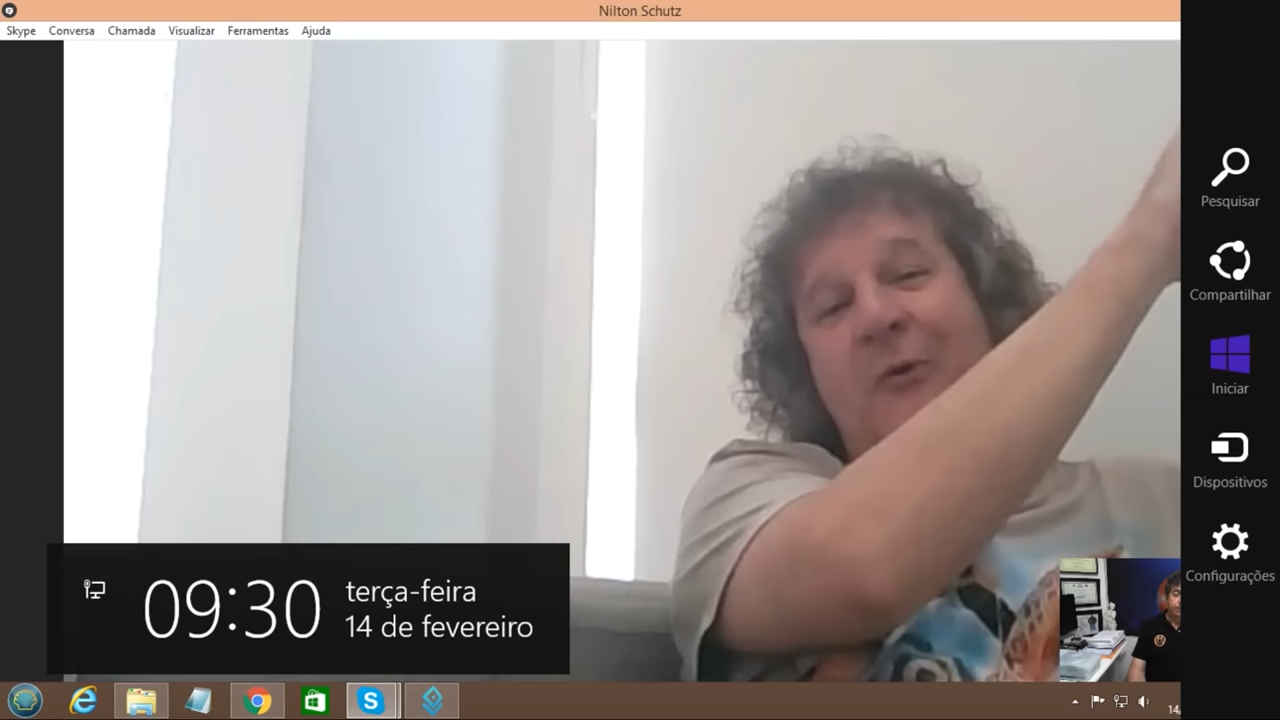 Nilton Schutz
Skype Conversa Chamada Visualizar Ferramentas Ajuda
Pesquisar
Compartilhar
Iniciar
Dispositivos
Configurações
09:30
terça-feira
14 de fevereiro
14